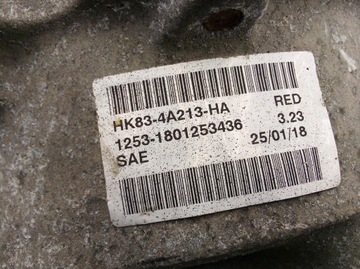 HK83-4A213-HA RED
1253-1801253436 3.23
SAE 25/01/18